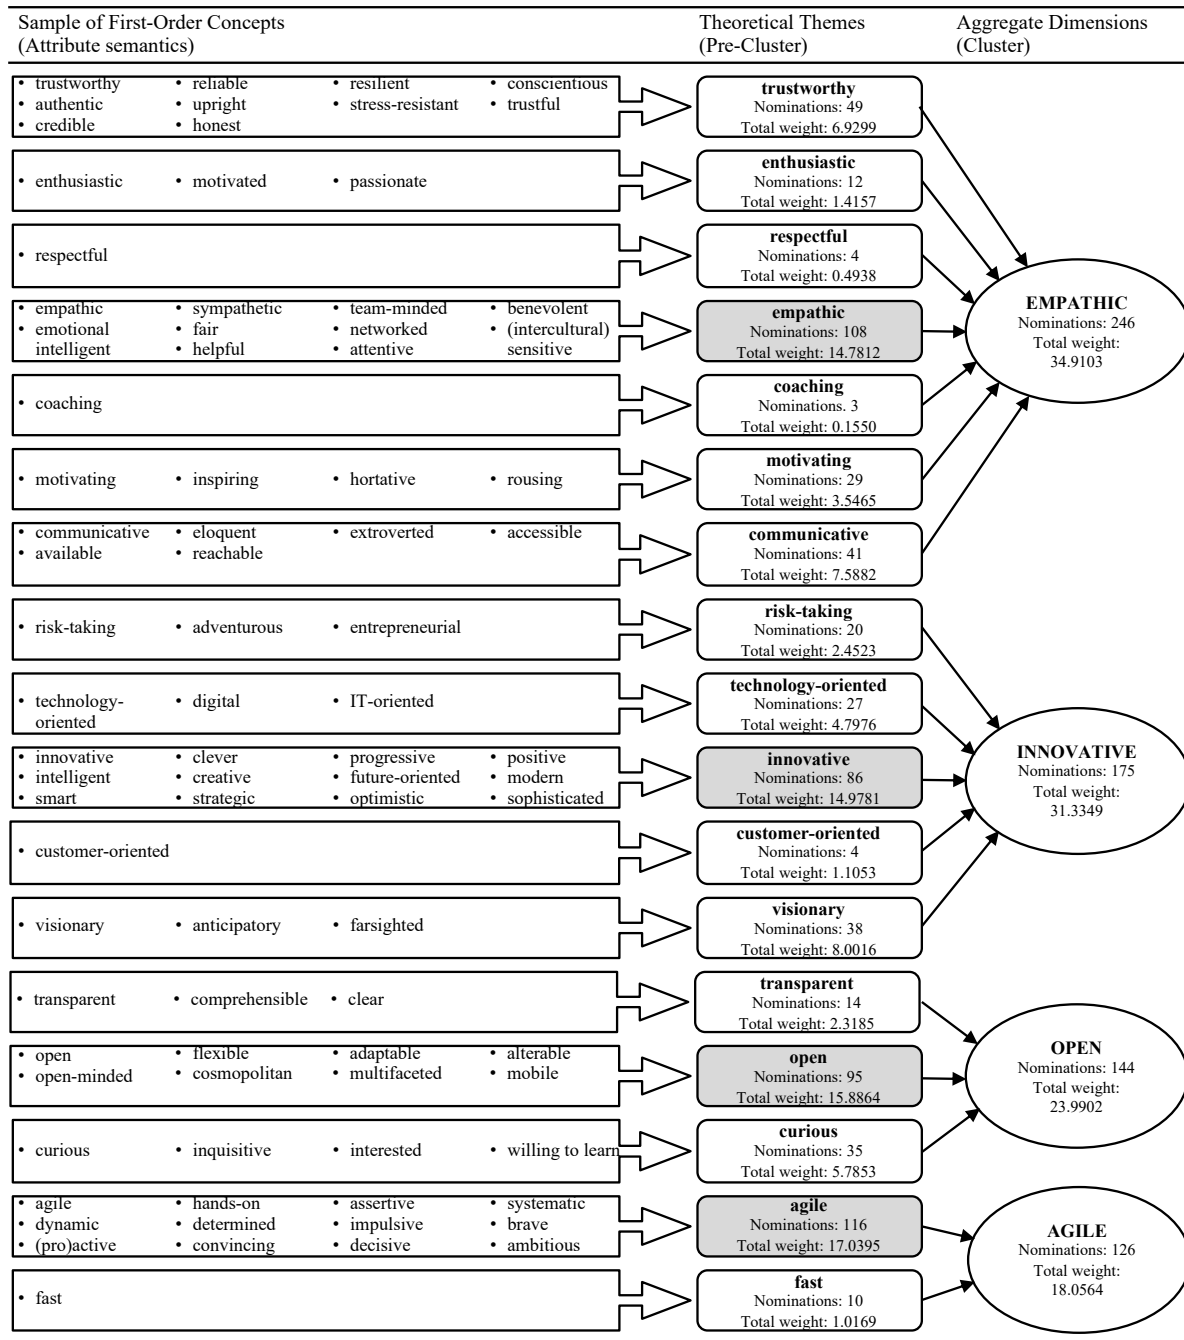 Sample of First-Order Concepts
(Attribute semantics)
Theoretical Themes
(Pre-Cluster)
Aggregate Dimensions
(Cluster)
• trustworthy • reliable • resilient • conscientious
• authentic • upright • stress-resistant • trustful
• credible • honest
trustworthy
Nominations: 49
Total weight: 6.9299
• enthusiastic • motivated • passionate
enthusiastic
Nominations: 12
Total weight: 1.4157
• respectful
respectful
Nominations: 4
Total weight: 0.4938
• empathic • sympathetic • team-minded • benevolent
• emotional • fair • networked • (intercultural)
intelligent • helpful • attentive sensitive
empathic
Nominations: 108
Total weight: 14.7812
• coaching
coaching
Nominations. 3
Total weight: 0.1550
• motivating • inspiring • hortative • rousing
motivating
Nominations: 29
Total weight: 3.5465
• communicative • eloquent • extroverted • accessible
• available • reachable
communicative
Nominations: 41
Total weight: 7.5882
EMPATHIC
Nominations: 246
Total weight:
34.9103
• risk-taking • adventurous • entrepreneurial
risk-taking
Nominations: 20
Total weight: 2.4523
• technology- • digital • IT-oriented
oriented
technology-oriented
Nominations: 27
Total weight: 4.7976
• innovative • clever • progressive • positive
• intelligent • creative • future-oriented • modern
• smart • strategic • optimistic • sophisticated
innovative
Nominations: 86
Total weight: 14.9781
• customer-oriented
customer-oriented
Nominations: 4
Total weight: 1.1053
• visionary • anticipatory • farsighted
visionary
Nominations: 38
Total weight: 8.0016
INNOVATIVE
Nominations: 175
Total weight:
31.3349
• transparent • comprehensible • clear
transparent
Nominations: 14
Total weight: 2.3185
• open • flexible • adaptable • alterable
• open-minded • cosmopolitan • multifaceted • mobile
open
Nominations: 95
Total weight: 15.8864
• curious • inquisitive • interested • willing to learn
curious
Nominations: 35
Total weight: 5.7853
OPEN
Nominations: 144
Total weight:
23.9902
• agile • hands-on • assertive • systematic
• dynamic • determined • impulsive • brave
• (pro)active • convincing • decisive • ambitious
agile
Nominations: 116
Total weight: 17.0395
• fast
fast
Nominations: 10
Total weight: 1.0169
AGILE
Nominations: 126
Total weight:
18.0564